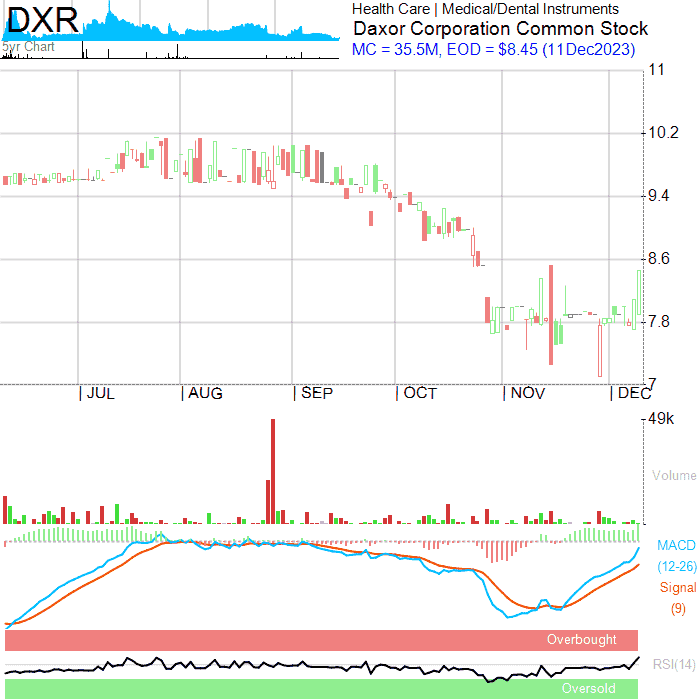 DXR
5yr Chart
Health Care | Medical/Dental Instruments
Daxor Corporation Common Stock
MC = 35.5M, EOD = $8.45 (11Dec2023)
11
10.2
9.4
8.6
7.8
7
JUL AUG SEP OCT NOV DEC
49k
Volume
MACD
(12-26)
Signal
(9)
Overbought
RSI(14)
Oversold